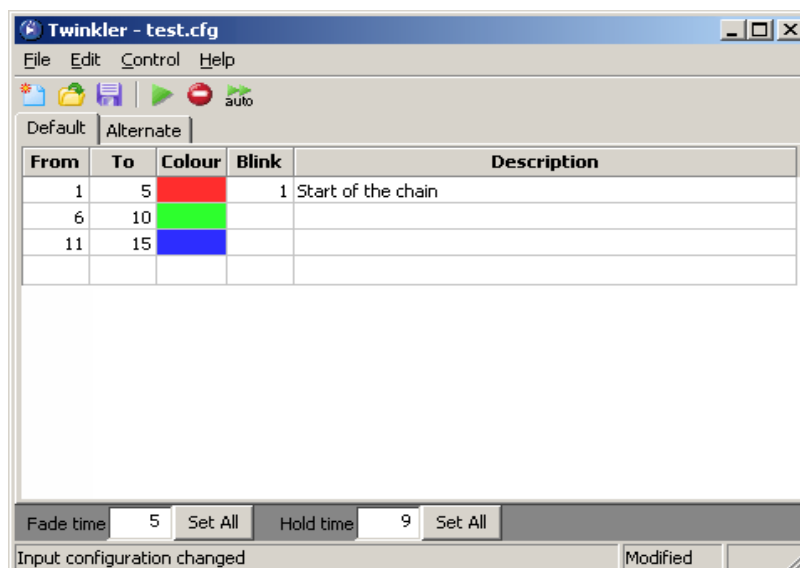 Twinkler - test.cfg
File Edit Control Help
auto
Default Alternate
From To Colour Blink Description
1 5 1 Start of the chain
6 10
11 15
Fade time 5 Set All Hold time 9 Set All
Input configuration changed Modified